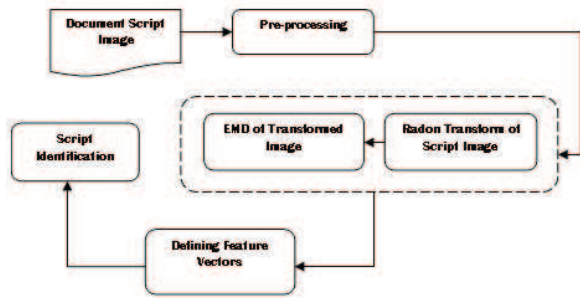 Document Script
Image
Pre-processing
EMD of Transformed
Image
Radon Transform of
Script Image
Script
Identification
Defining Feature
Vectors